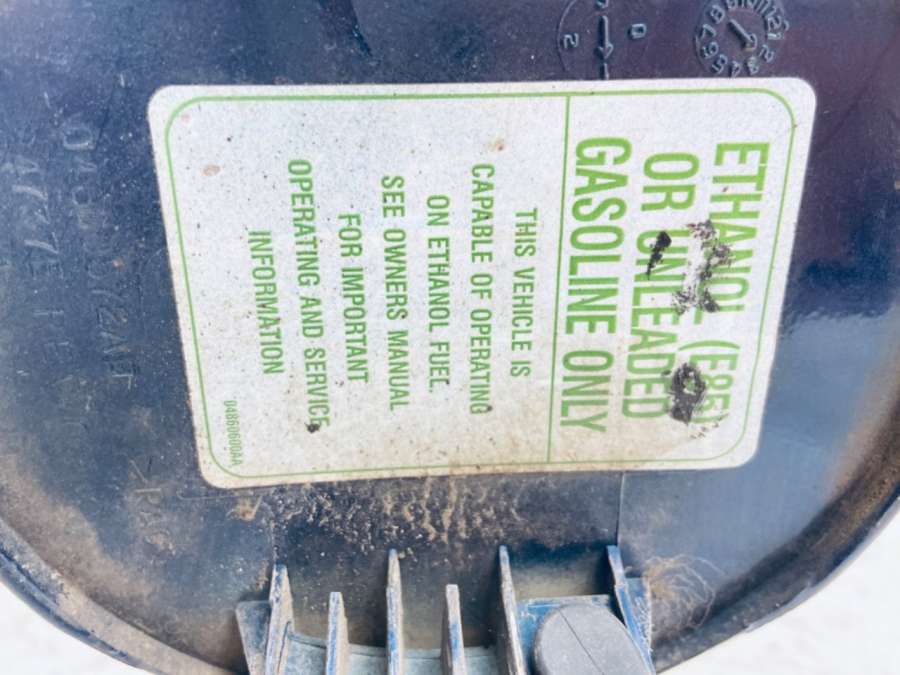 ETHANOL (E85)
OR UNLEADED
GASOLINE ONLY
THIS VEHICLE IS
CAPABLE OF OPERATING
ON ETHANOL FUEL.
SEE OWNERS MANUAL
FOR IMPORTANT
OPERATING AND SERVICE
INFORMATION
04860600AA